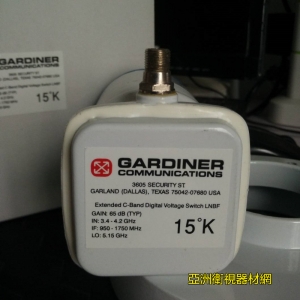 GARDINER
COMMUNICATIONS
15°K
GARDINER
COMMUNICATIONS
3605 SECURITY ST
GARLAND (DALLAS), TEXAS 75042-07660 USA
Extended C-Band Digital Voltage Switch LNBF
GAIN: 65 dB (TYP)
IN: 3.4 - 4.2 GHz
IF: 950 - 1750 MHz
LO: 5.15 GHz
15°K
亞洲衛視器材網